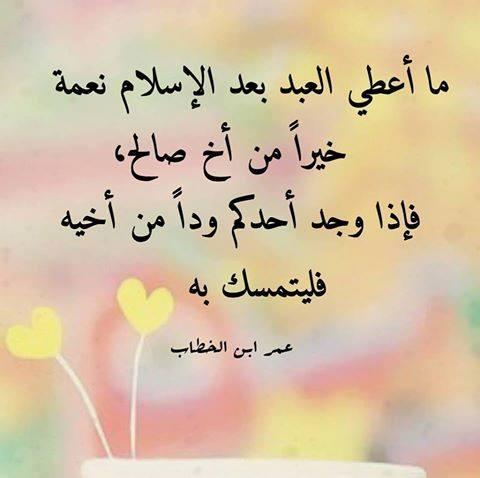 ما أعطي العبد بعد الإسلام نعمة
خيراً من أخ صالح،
فإذا وجد أحدكم وداً من أخيه
فليتمسك به
عمر ابن الخطاب